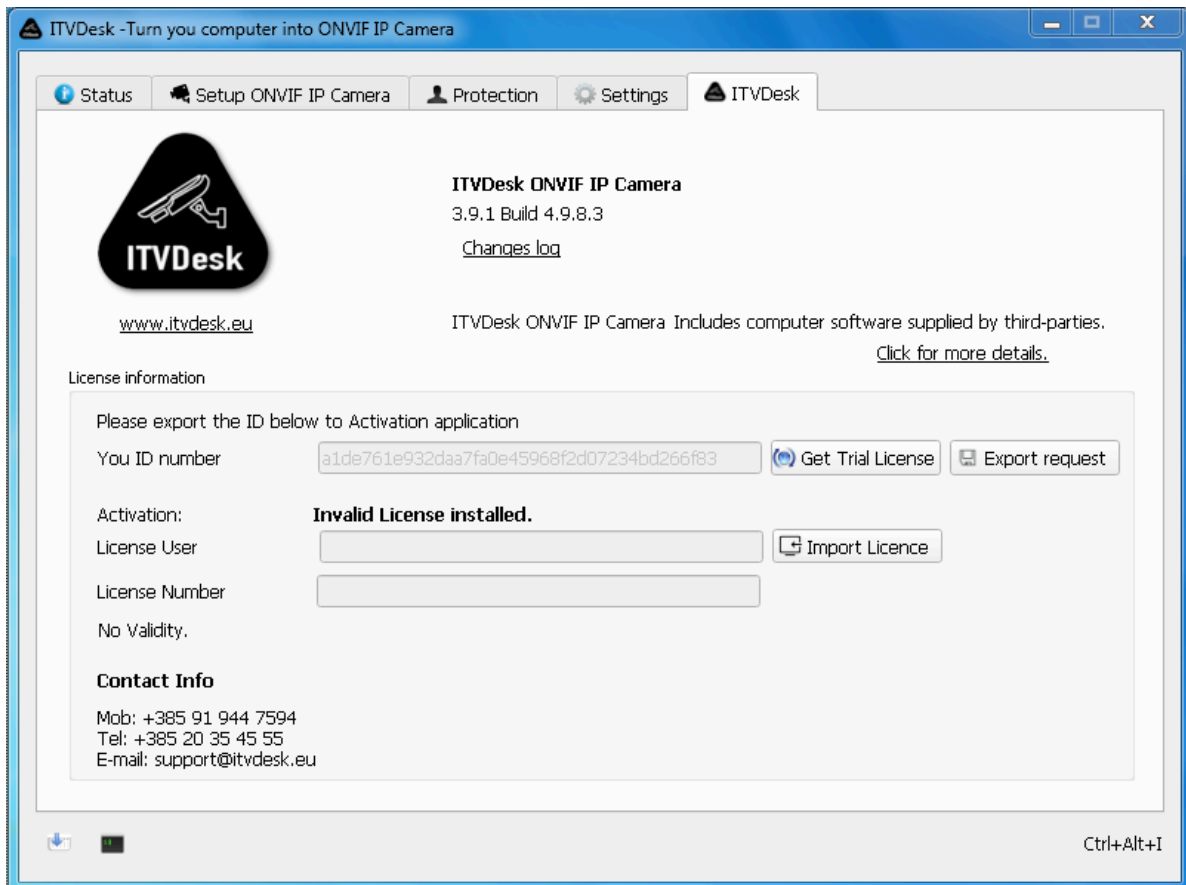 ITVDesk -Turn you computer into ONVIF IP Camera
Status Setup ONVIF IP Camera Protection Settings ITVDesk
ITVDesk
ITVDesk ONVIF IP Camera
3.9.1 Build 4.9.8.3
Changes log
www.itvdesk.eu
ITVDesk ONVIF IP Camera Includes computer software supplied by third-parties.
Click for more details.
License information
Please export the ID below to Activation application
You ID number a1de761e932daa7fa0e45968f2d07234bd266f83 Get Trial License Export request
Activation: Invalid License installed.
License User Import Licence
License Number
No Validity.
Contact Info
Mob: +385 91 944 7594
Tel: +385 20 35 45 55
E-mail: support@itvdesk.eu
Ctrl+Alt+I